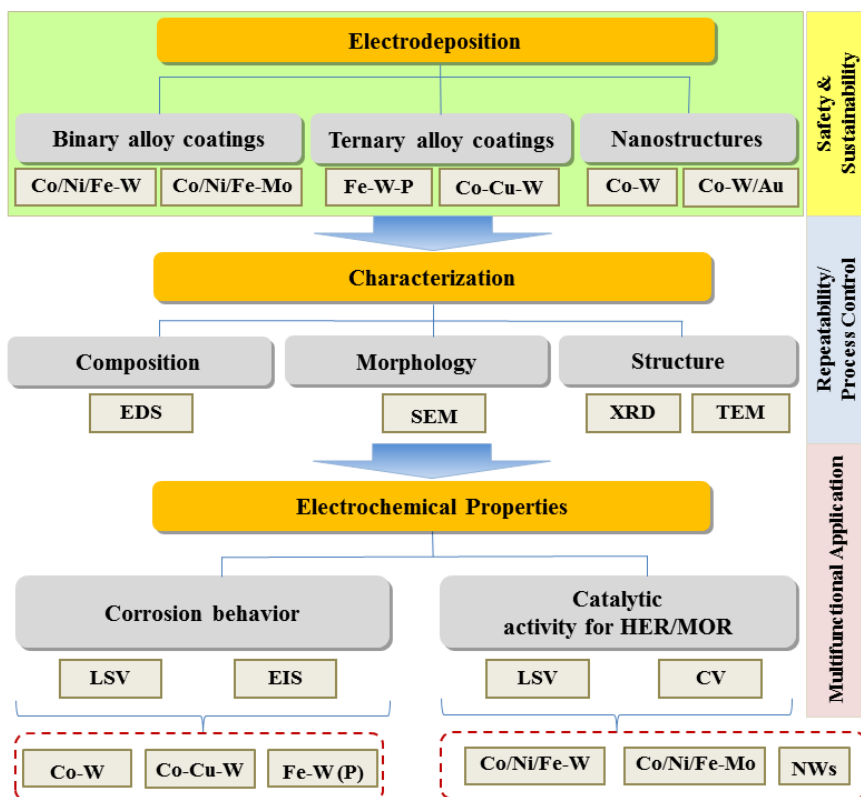 Electrodeposition
Binary alloy coatings
Ternary alloy coatings
Nanostructures
Co/Ni/Fe-W
Co/Ni/Fe-Mo
Fe-W-P
Co-Cu-W
Co-W
Co-W/Au
Safety &
Sustainability
Characterization
Composition
Morphology
Structure
EDS
SEM
XRD
TEM
Repeatability/
Process Control
Electrochemical Properties
Corrosion behavior
Catalytic
activity for HER/MOR
LSV
EIS
LSV
CV
Multifunctional Application
Co-W
Co-Cu-W
Fe-W (P)
Co/Ni/Fe-W
Co/Ni/Fe-Mo
NWs